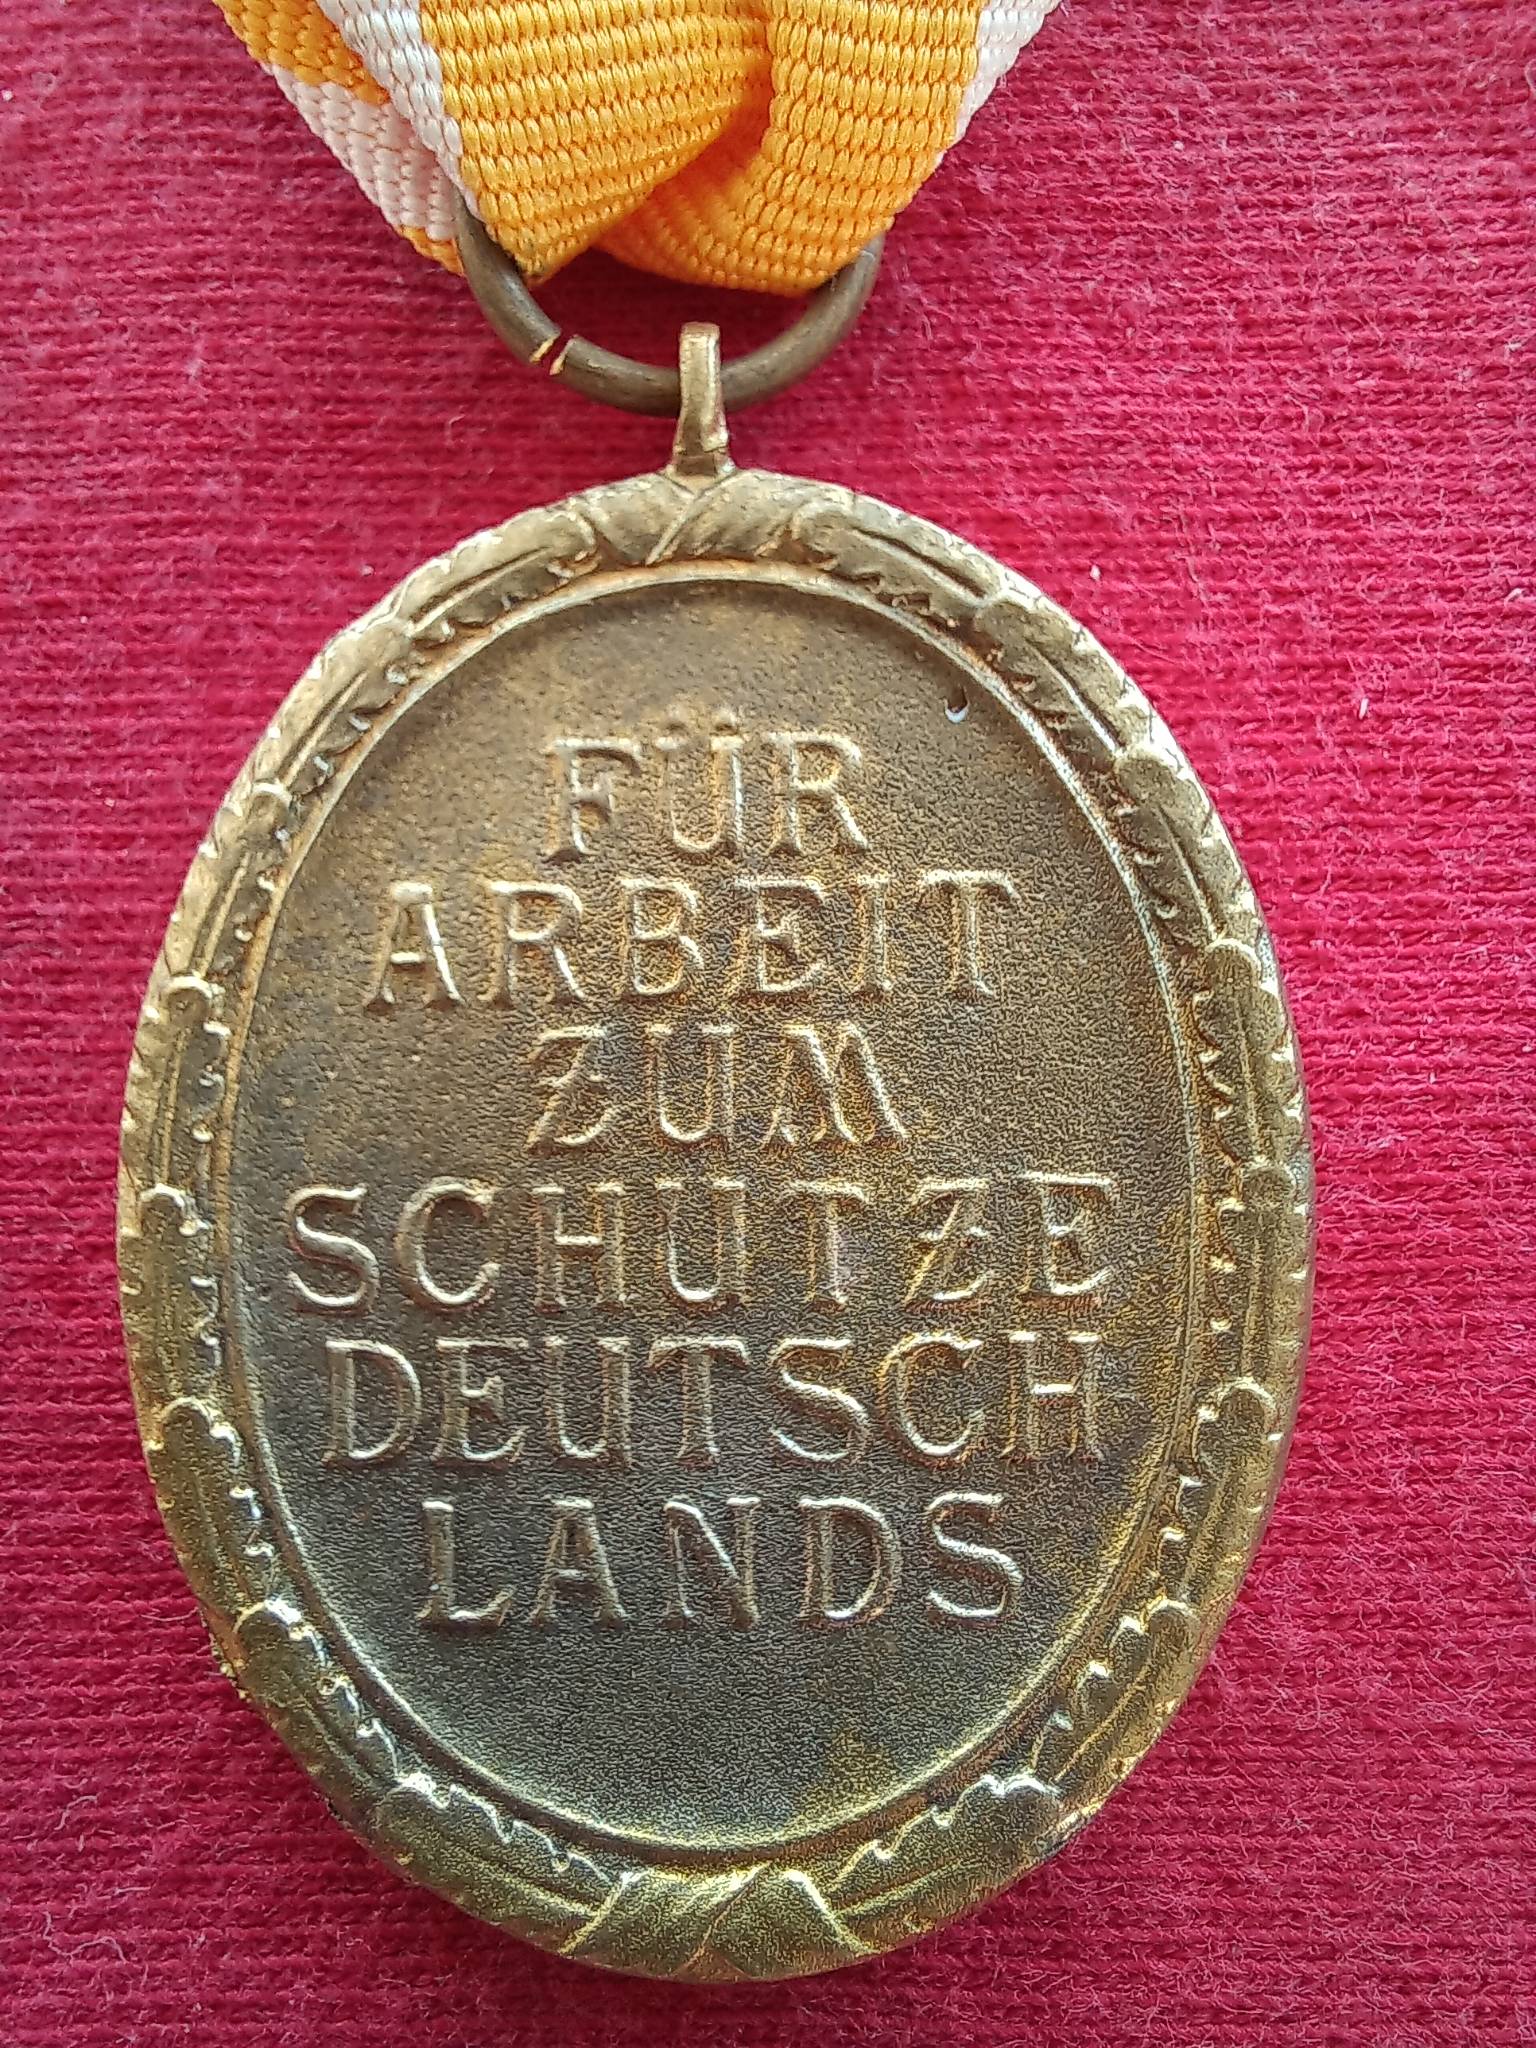 FÜR
ARBEIT
ZUM
SCHUTZE
DEUTSCH
LANDS